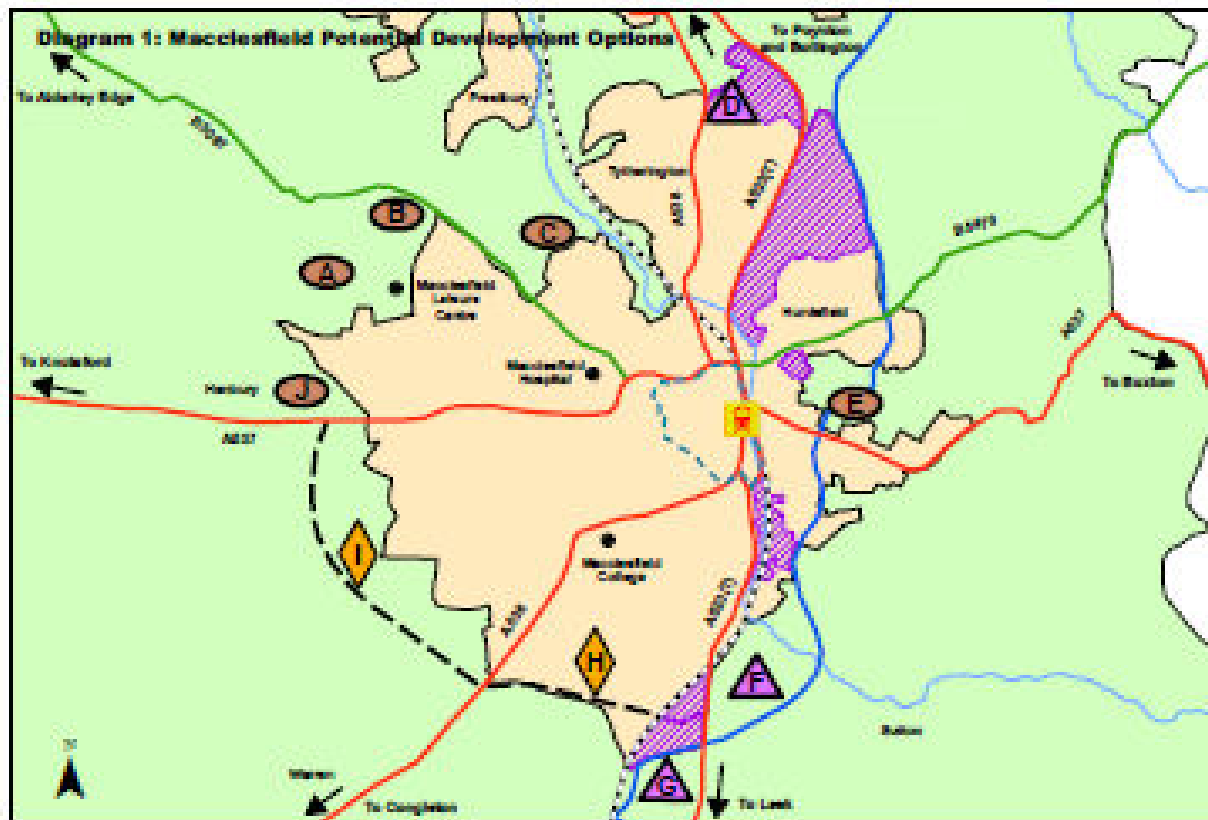 Diagram 1: Macclesfield Potential Development Options
To Poynton
and Bollington
To Alderley Edge
Prestbury
D
B5087
Tytherington
A523(T)
A538
B
C
B5470
A
Macclesfield
Leisure
Centre
Hurdsfield
A537
To Knutsford
Macclesfield
Hospital
To Buxton
Henbury
J
E
A537
I
Macclesfield
College
A536
A523(T)
H
F
Sutton
Warren
G
To Congleton
To Leek